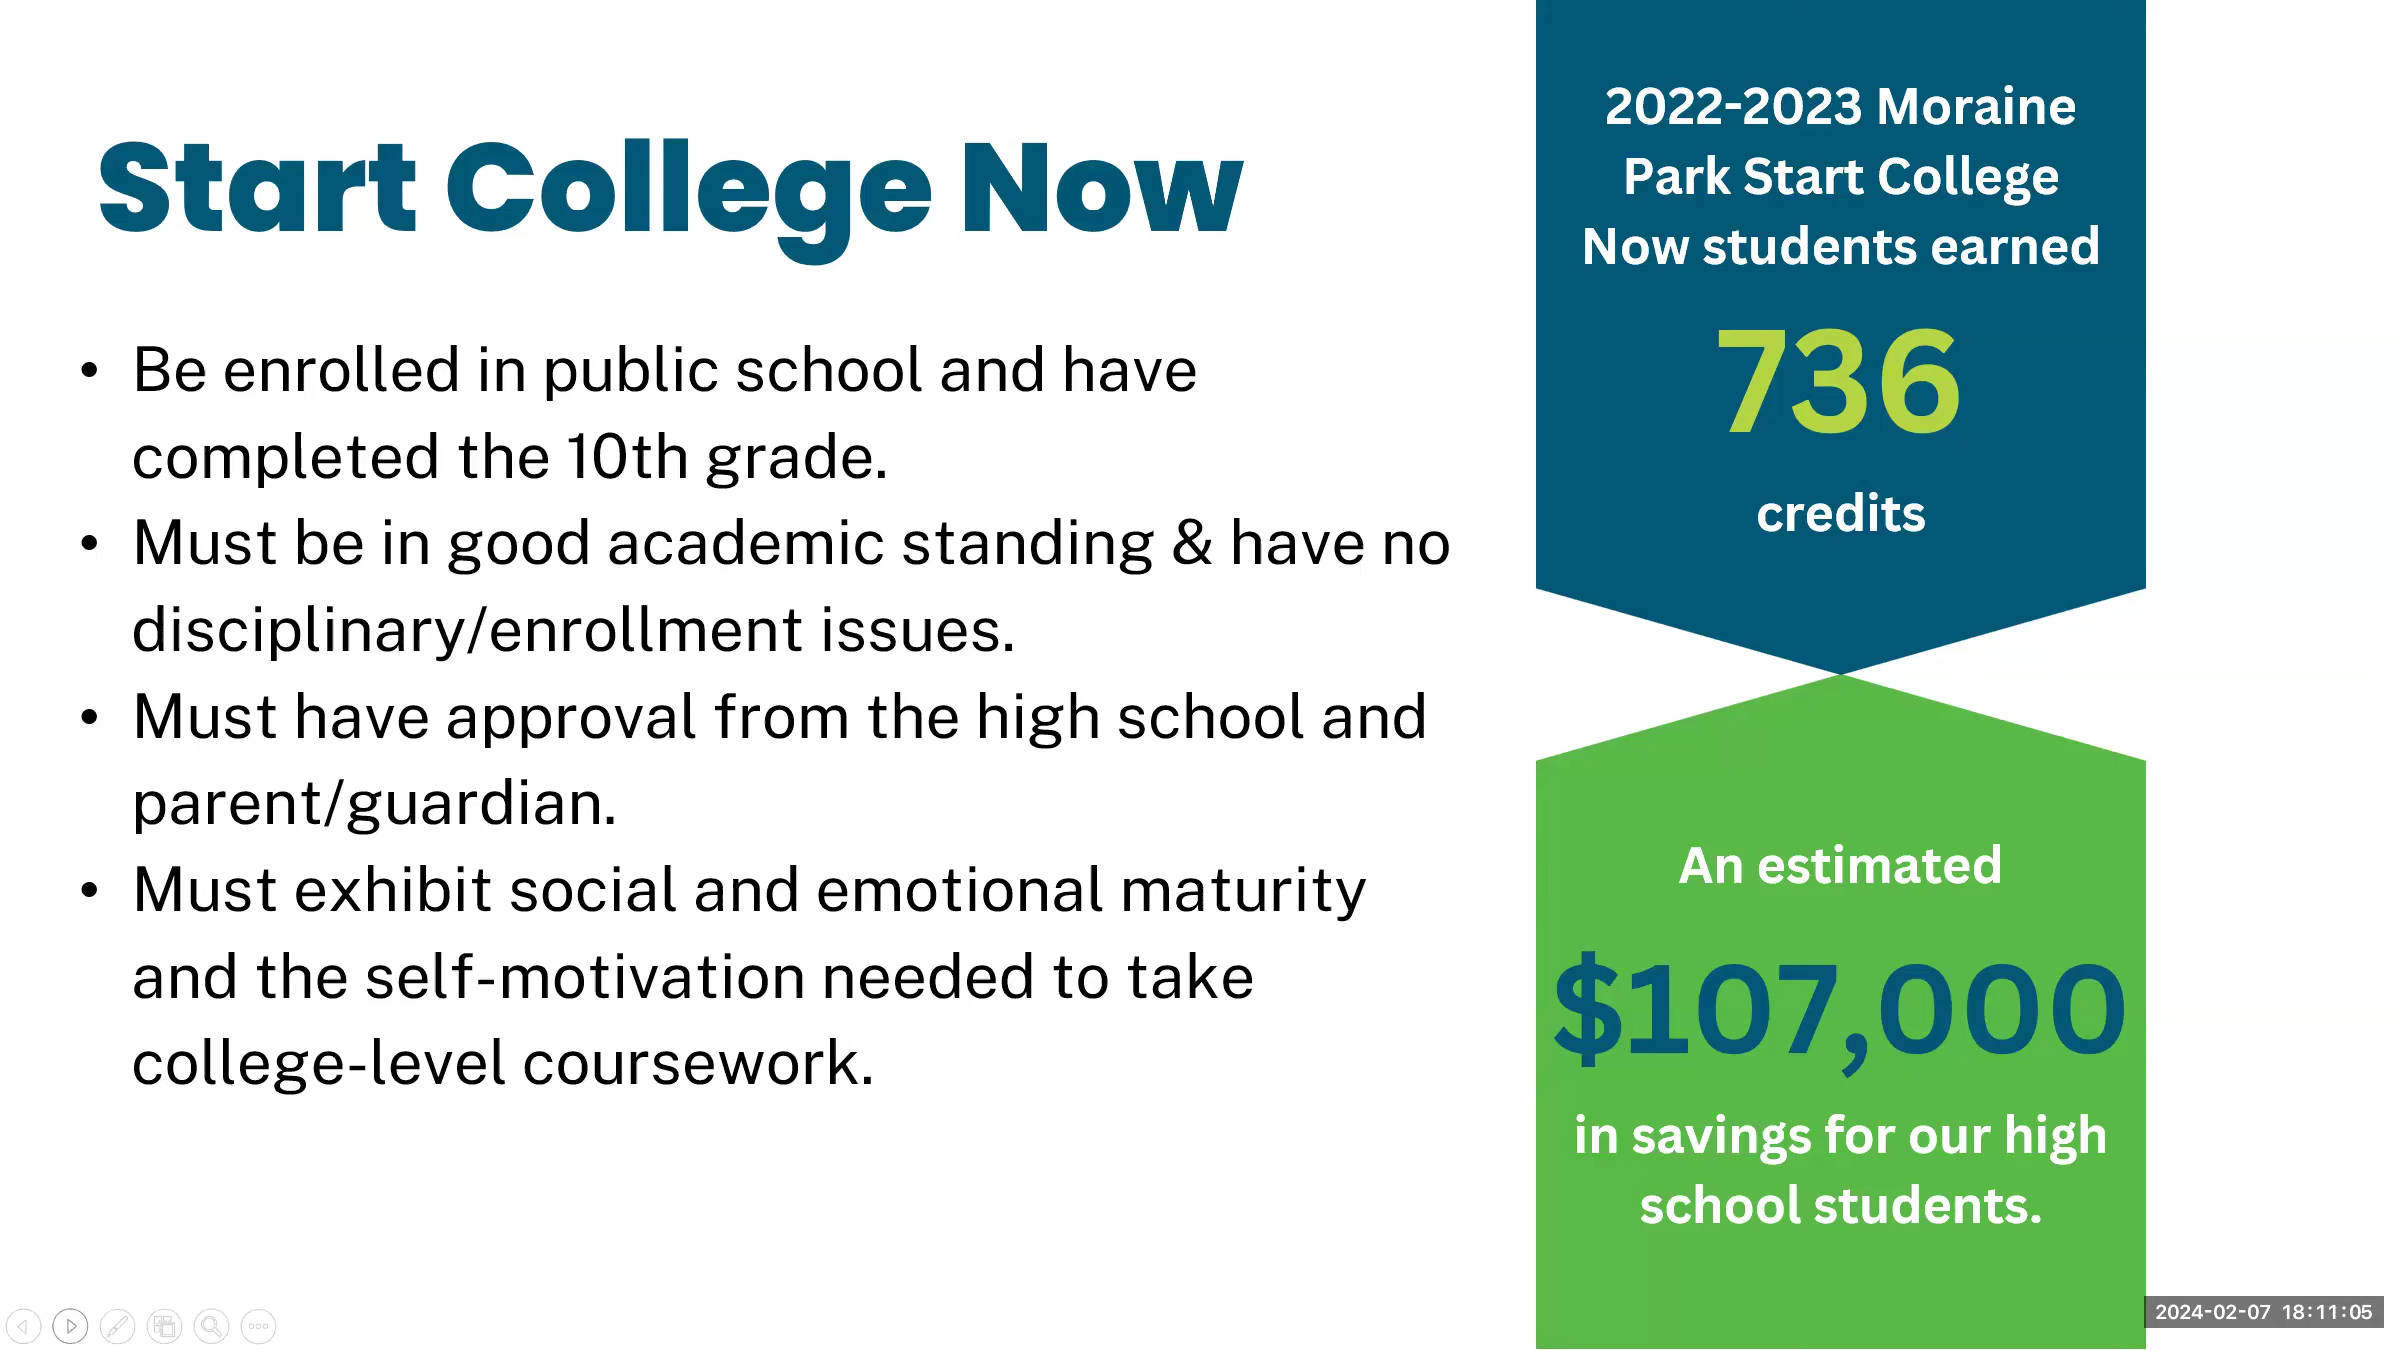 Start College Now
• Be enrolled in public school and have
completed the 10th grade.
• Must be in good academic standing & have no
disciplinary/enrollment issues.
• Must have approval from the high school and
parent/guardian.
• Must exhibit social and emotional maturity
and the self-motivation needed to take
college-level coursework.
2022-2023 Moraine
Park Start College
Now students earned
736
credits
An estimated
$107,000
in savings for our high
school students.
2024-02-07 18:11:05